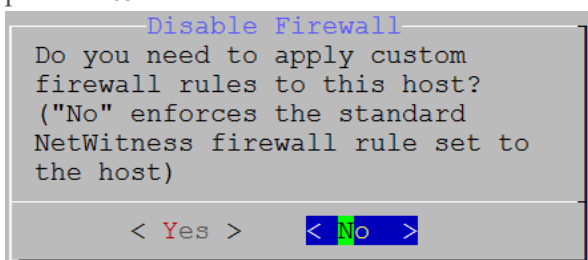 Disable Firewall
Do you need to apply custom
firewall rules to this host?
("No" enforces the standard
NetWitness firewall rule set to
the host)
< Yes > < No >